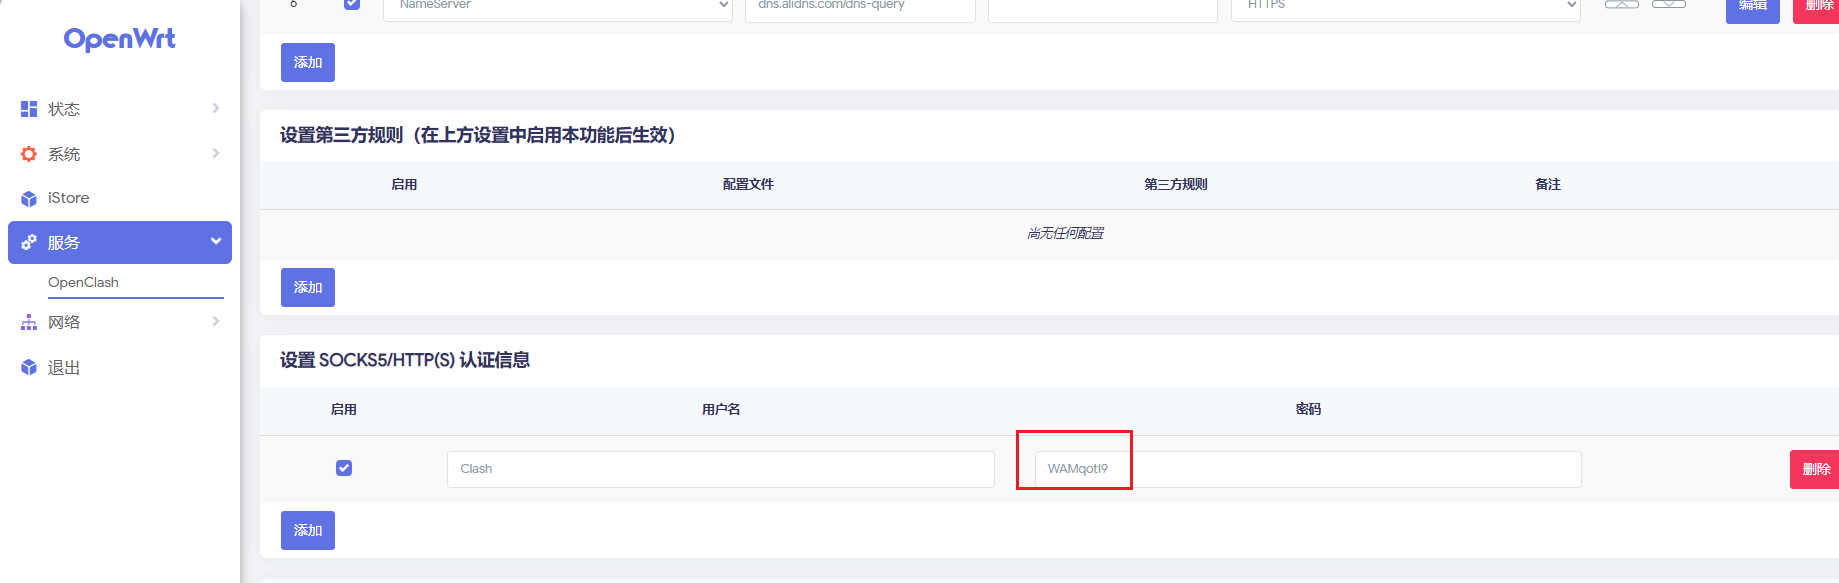 OpenWrt
状态
系统
iStore
服务
OpenClash
网络
退出
6 NameServer dns.alidns.com/dns-query HTTPS 编辑 删除
添加
设置第三方规则（在上方设置中启用本功能后生效）
启用 配置文件 第三方规则 备注
尚无任何配置
添加
设置 SOCKS5/HTTP(S) 认证信息
启用 用户名 密码
Clash WAMqotI9 删除
添加